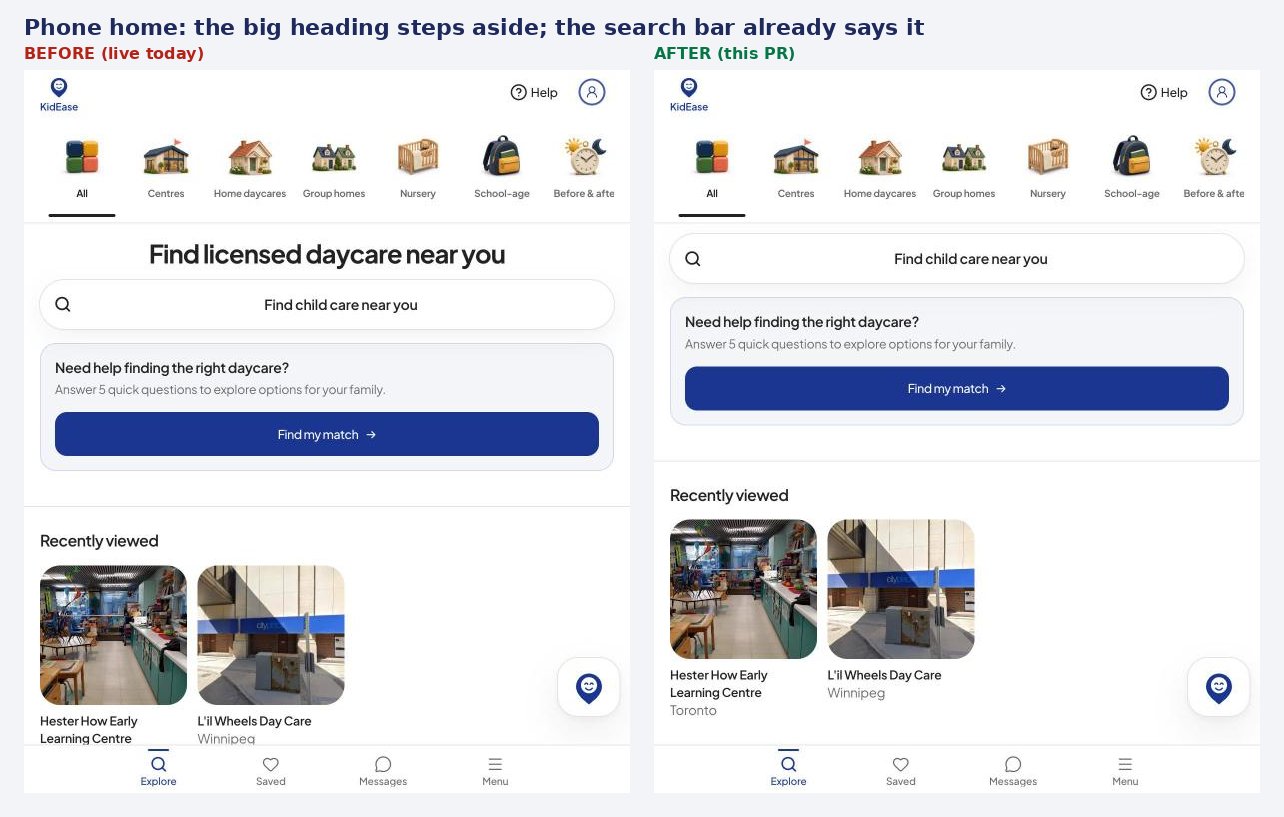 Phone home: the big heading steps aside; the search bar already says it
BEFORE (live today)
KidEase
Help
All
Centres
Home daycares
Group homes
Nursery
School-age
Before & afte
Find licensed daycare near you
Find child care near you
Need help finding the right daycare?
Answer 5 quick questions to explore options for your family.
Find my match →
Recently viewed
city
Hester How Early
Learning Centre
L'il Wheels Day Care
Winnipeg
Explore
Saved
Messages
Menu
AFTER (this PR)
KidEase
Help
All
Centres
Home daycares
Group homes
Nursery
School-age
Before & afte
Find child care near you
Need help finding the right daycare?
Answer 5 quick questions to explore options for your family.
Find my match →
Recently viewed
city
Hester How Early
Learning Centre
Toronto
L'il Wheels Day Care
Winnipeg
Explore
Saved
Messages
Menu